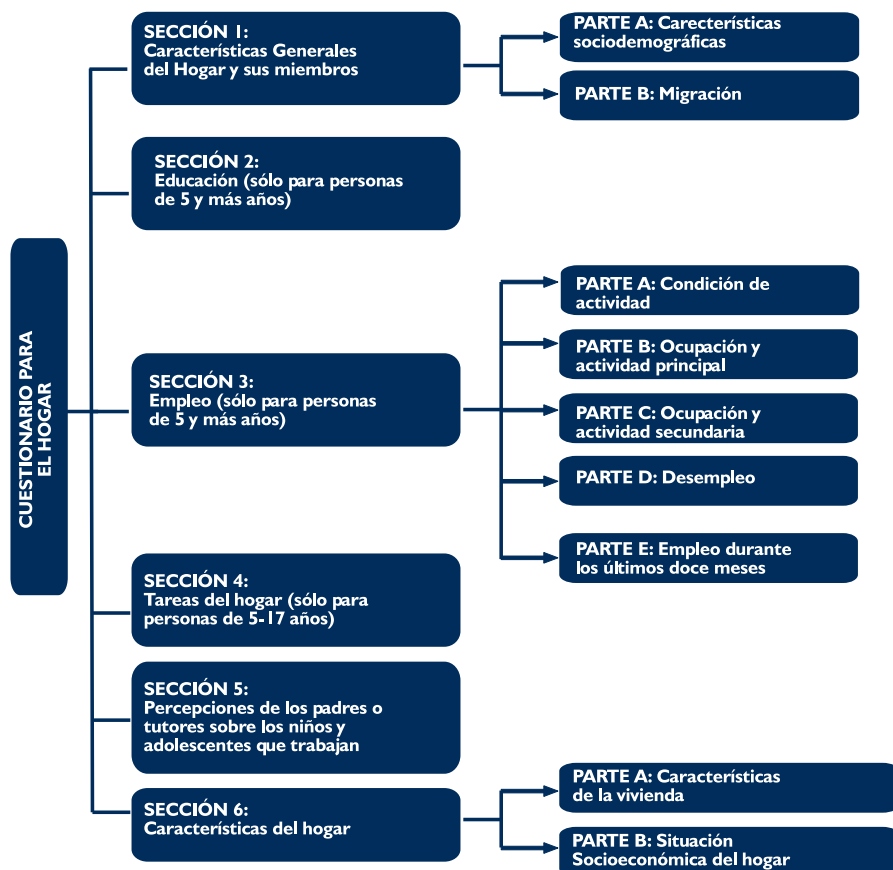 CUESTIONARIO PARA
EL HOGAR
SECCIÓN 1:
Características Generales
del Hogar y sus miembros
PARTE A: Carecterísticas
sociodemográficas
PARTE B: Migración
SECCIÓN 2:
Educación (sólo para personas
de 5 y más años)
SECCIÓN 3:
Empleo (sólo para personas
de 5 y más años)
PARTE A: Condición de
actividad
PARTE B: Ocupación y
actividad principal
PARTE C: Ocupación y
actividad secundaria
PARTE D: Desempleo
PARTE E: Empleo durante
los últimos doce meses
SECCIÓN 4:
Tareas del hogar (sólo para
personas de 5-17 años)
SECCIÓN 5:
Percepciones de los padres o
tutores sobre los niños y
adolescentes que trabajan
SECCIÓN 6:
Características del hogar
PARTE A: Características
de la vivienda
PARTE B: Situación
Socioeconómica del hogar